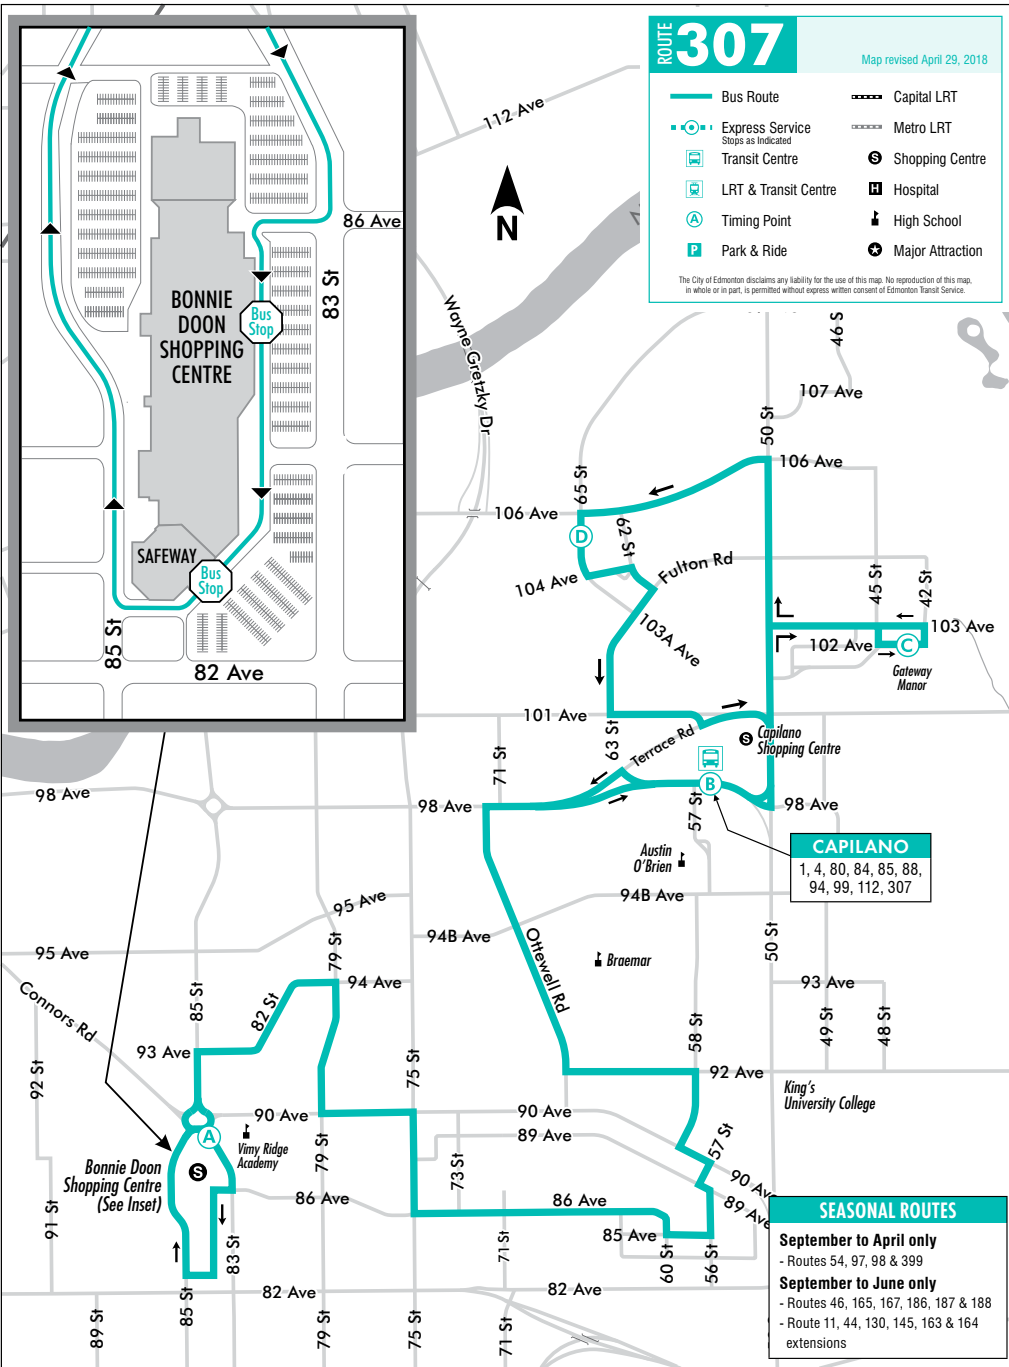 ROUTE 307
Map revised April 29, 2018
Bus Route
Express Service
Stops as Indicated
Transit Centre
LRT & Transit Centre
A Timing Point
P Park & Ride
Capital LRT
Metro LRT
S Shopping Centre
H Hospital
High School
Major Attraction
The City of Edmonton disclaims any liability for the use of this map. No reproduction of this map,
in whole or in part, is permitted without express written consent of Edmonton Transit Service.
86 Ave
83 St
BONNIE
DOON
SHOPPING
CENTRE
Bus
Stop
SAFEWAY
Bus
Stop
85 St
82 Ave
112 Ave
N
Wayne Gretzky Dr
46 S
107 Ave
50 St
106 Ave
65 St
106 Ave
D
62 St
104 Ave
Fulton Rd
103A Ave
45 St
42 St
103 Ave
102 Ave
C
Gateway
Manor
101 Ave
63 St
Terrace Rd
S
Capilano
Shopping Centre
71 St
98 Ave
98 Ave
B
57 St
98 Ave
CAPILANO
1, 4, 80, 84, 85, 88,
94, 99, 112, 307
Austin
O'Brien
94B Ave
95 Ave
94B Ave
95 Ave
79 St
Ottewell Rd
Braemar
50 St
94 Ave
93 Ave
Connors Rd
85 St
82 St
93 Ave
92 St
75 St
58 St
49 St
48 St
92 Ave
King's
University College
90 Ave
90 Ave
89 Ave
A
Vimy Ridge
Academy
79 St
73 St
57 St
90 Ave
89 Ave
S
Bonnie Doon
Shopping Centre
(See Inset)
86 Ave
86 Ave
85 Ave
91 St
83 St
71 St
60 St
56 St
82 Ave
82 Ave
89 St
85 St
79 St
75 St
71 St
SEASONAL ROUTES
September to April only
- Routes 54, 97, 98 & 399
September to June only
- Routes 46, 165, 167, 186, 187 & 188
- Route 11, 44, 130, 145, 163 & 164
extensions